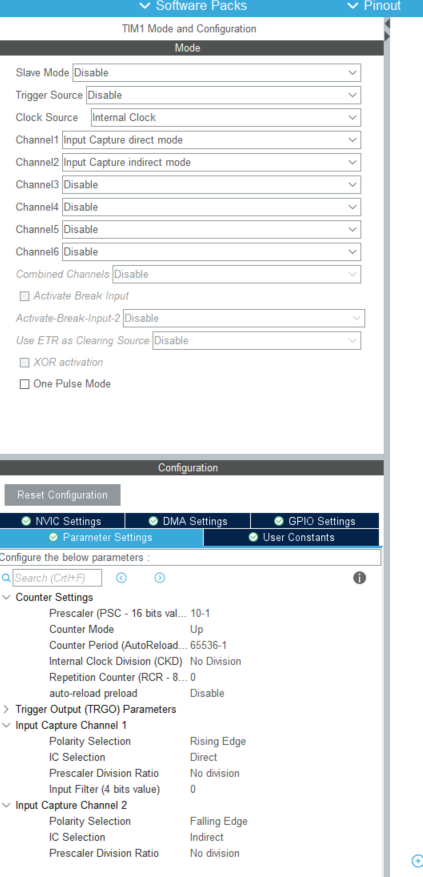 Software Packs
Pinout
TIM1 Mode and Configuration
Mode
Slave Mode Disable
Trigger Source Disable
Clock Source Internal Clock
Channel1 Input Capture direct mode
Channel2 Input Capture indirect mode
Channel3 Disable
Channel4 Disable
Channel5 Disable
Channel6 Disable
Combined Channels Disable
Activate Break Input
Activate-Break-Input-2 Disable
Use ETR as Clearing Source Disable
XOR activation
One Pulse Mode
Configuration
Reset Configuration
NVIC Settings
DMA Settings
GPIO Settings
Parameter Settings
User Constants
Configure the below parameters :
Search (Crtl+F)
Counter Settings
Prescaler (PSC - 16 bits val... 10-1
Counter Mode Up
Counter Period (AutoReload... 65536-1
Internal Clock Division (CKD) No Division
Repetition Counter (RCR - 8... 0
auto-reload preload Disable
Trigger Output (TRGO) Parameters
Input Capture Channel 1
Polarity Selection Rising Edge
IC Selection Direct
Prescaler Division Ratio No division
Input Filter (4 bits value) 0
Input Capture Channel 2
Polarity Selection Falling Edge
IC Selection Indirect
Prescaler Division Ratio No division